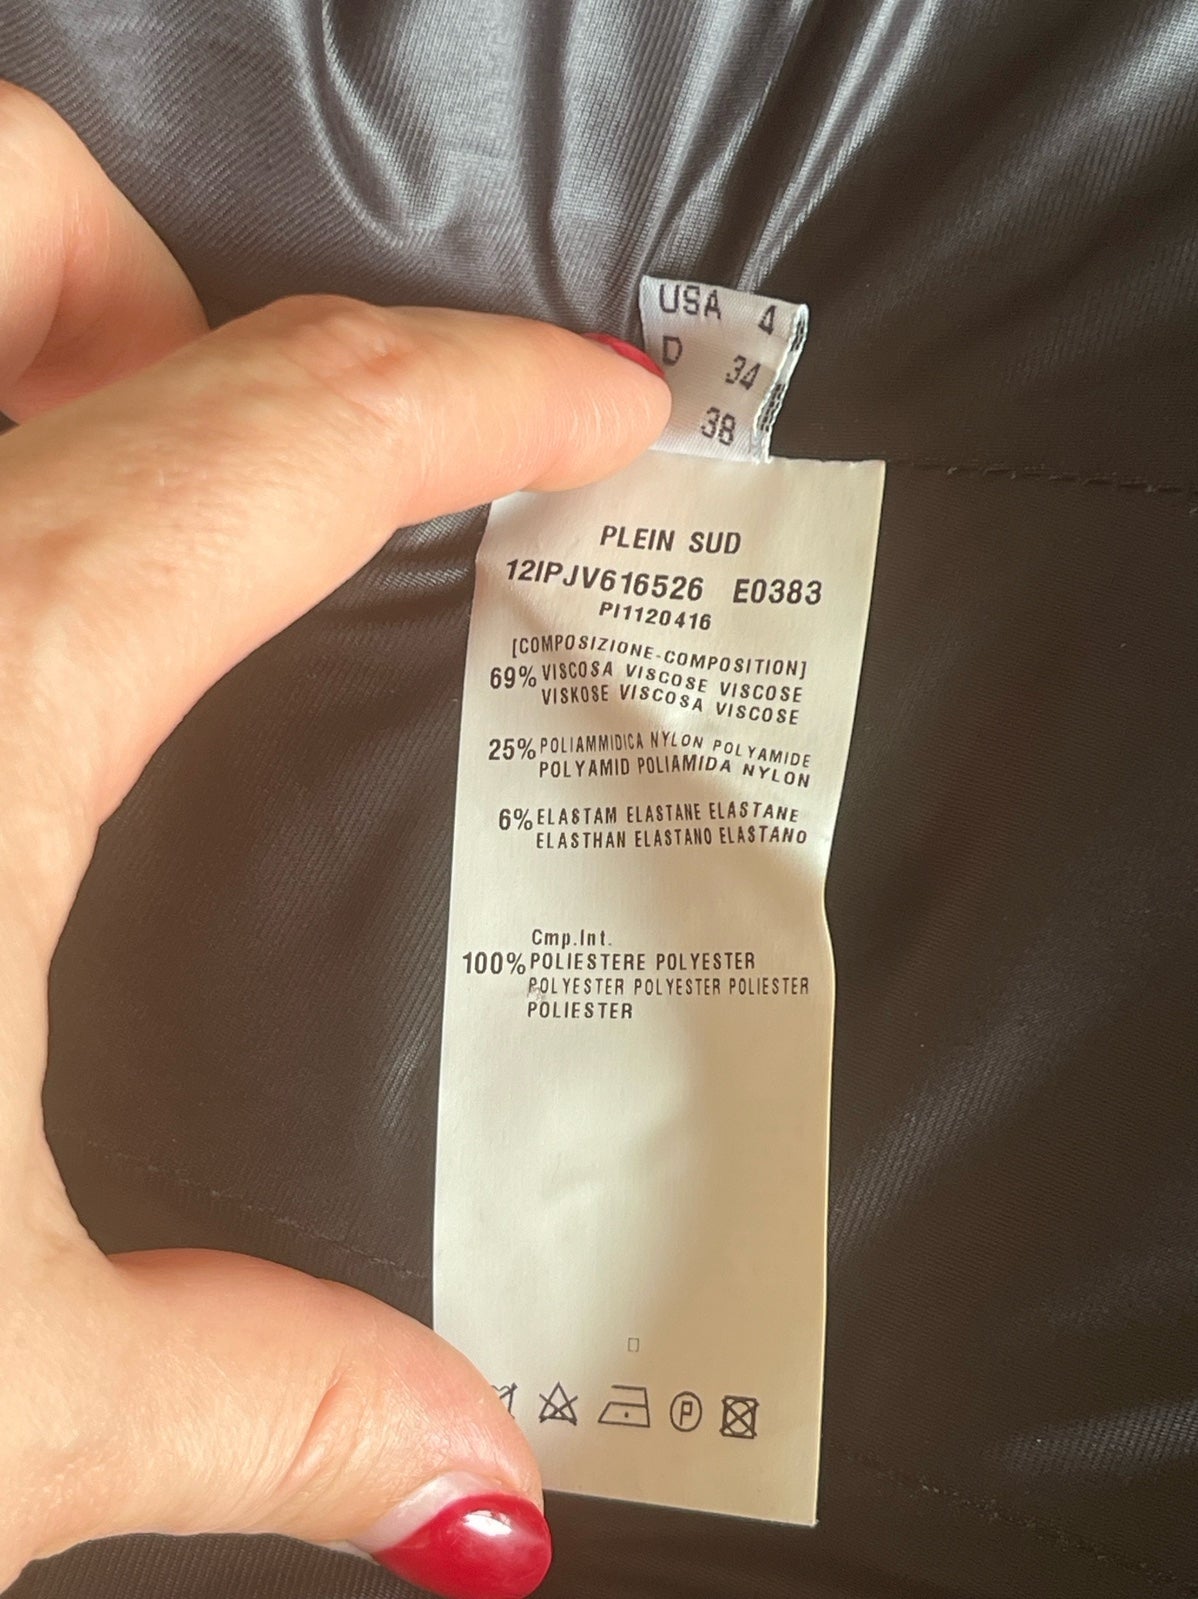 USA 4
D 34
38
PLEIN SUD
12IPJV616526 E0383
PI1120416
[COMPOSIZIONE-COMPOSITION]
69% VISCOSA VISCOSE VISCOSE
VISKOSE VISCOSA VISCOSE
25% POLIAMMIDICA NYLON POLYAMIDE
POLYAMID POLIAMIDA NYLON
6% ELASTAM ELASTANE ELASTANE
ELASTHAN ELASTANO ELASTANO
Cmp.Int.
100% POLIESTERE POLYESTER
POLYESTER POLYESTER POLIESTER
POLIESTER
P